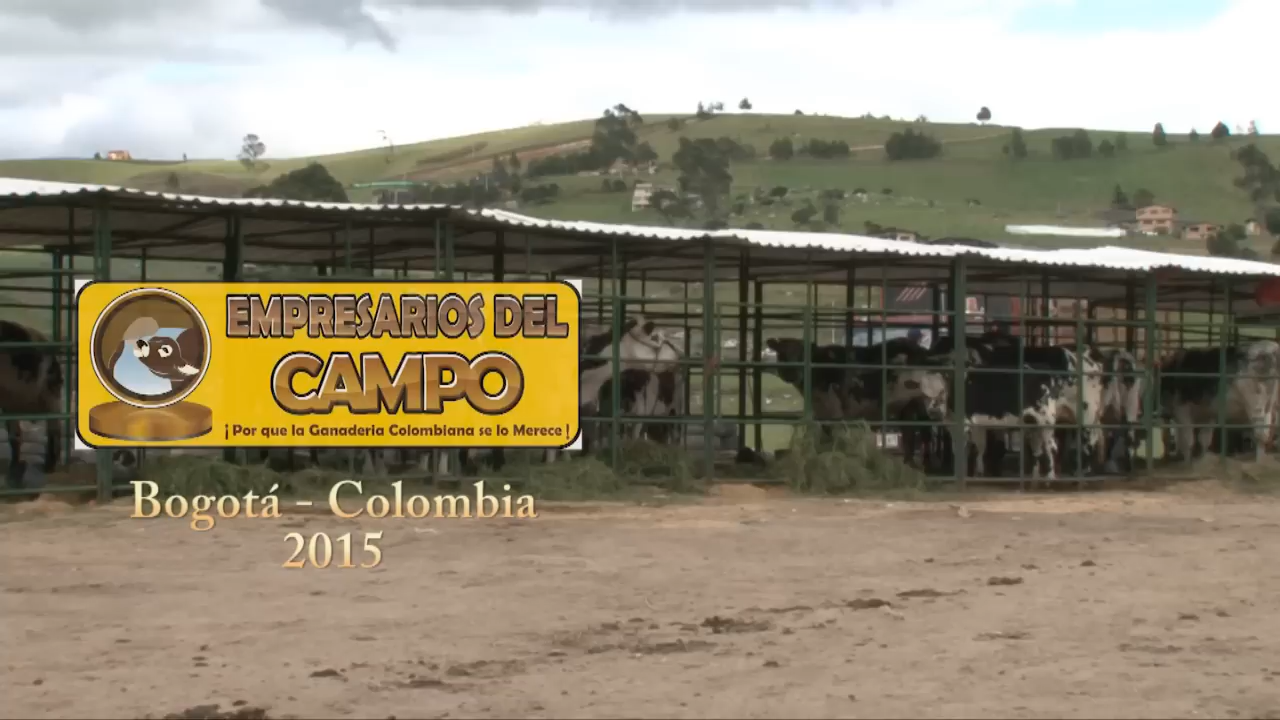 EMPRESARIOS DEL
CAMPO
¡Por que la Ganaderia Colombiana se lo Merece!
Bogotá - Colombia
2015